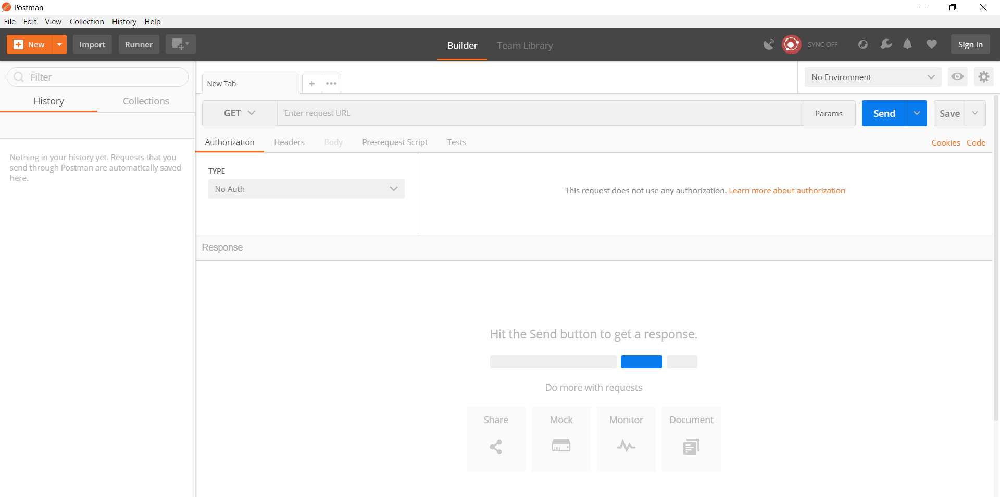 Postman
File Edit View Collection History Help
New Import Runner Builder Team Library SYNC OFF Sign In
Filter
History Collections
Nothing in your history yet. Requests that you
send through Postman are automatically saved
here.
New Tab
No Environment
GET Enter request URL Params Send Save
Authorization Headers Body Pre-request Script Tests Cookies Code
TYPE
No Auth
This request does not use any authorization. Learn more about authorization
Response
Hit the Send button to get a response.
Do more with requests
Share Mock Monitor Document